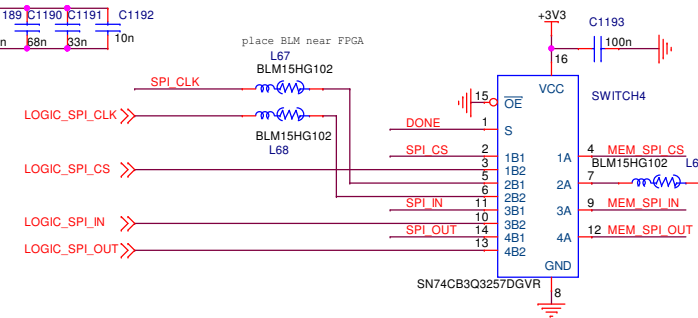 189 C1190 C1191 C1192
n 68n 33n 10n
+3V3
C1193
100n
16
place BLM near FPGA
L67
BLM15HG102
SPI_CLK
LOGIC_SPI_CLK
BLM15HG102
L68
VCC
SWITCH4
15 OE
DONE 1 S
SPI_CS 2 1B1 1A 4 MEM_SPI_CS
LOGIC_SPI_CS 3 1B2
BLM15HG102 L6
5 2B1 2A 7
6 2B2
SPI_IN 11 3B1 3A 9 MEM_SPI_IN
LOGIC_SPI_IN 10 3B2
SPI_OUT 14 4B1 4A 12 MEM_SPI_OUT
LOGIC_SPI_OUT 13 4B2
GND
SN74CB3Q3257DGVR
8